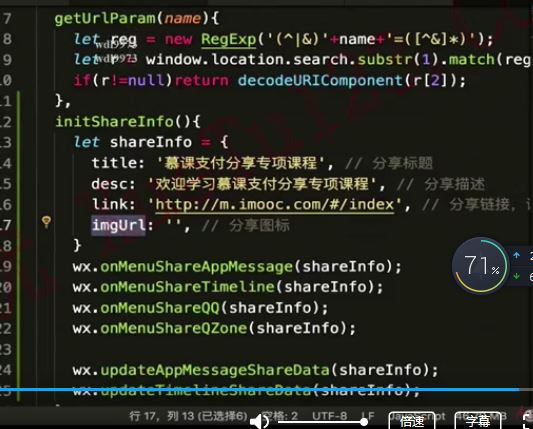 7 getUrlParam(name){
8 let reg = new RegExp('(^|&)'+name+'=([^&]*)');
9 let r = window.location.search.substr(1).match(reg
10 if(r!=null)return decodeURIComponent(r[2]);
11 },
12 initShareInfo(){
13 let shareInfo = {
14 title: '慕课支付分享专项课程', // 分享标题
15 desc: '欢迎学习慕课支付分享专项课程', // 分享描述
16 link: 'http://m.imooc.com/#/index', // 分享链接,
17 imgUrl: '', // 分享图标
18 }
19 wx.onMenuShareAppMessage(shareInfo);
20 wx.onMenuShareTimeline(shareInfo);
21 wx.onMenuShareQQ(shareInfo);
22 wx.onMenuShareQZone(shareInfo);
23
24 wx.updateAppMessageShareData(shareInfo);
25 wx.updateTimelineShareData(shareInfo);
wdl9973
wdl9973
71%
行 17,列 13 (已选择6) 空格: 2 UTF-8 LF JavaScript
倍速 字幕